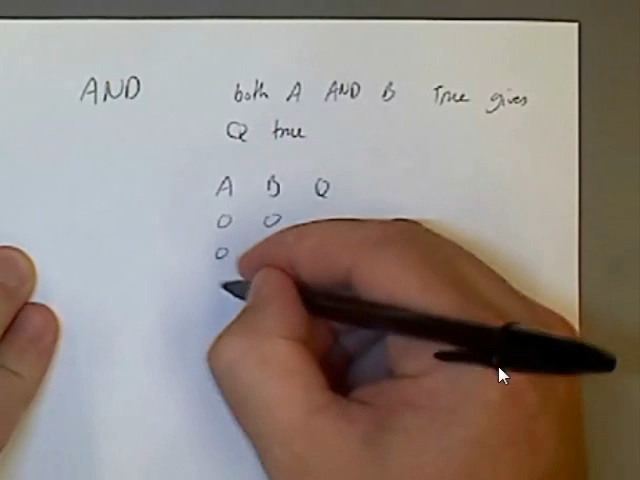 AND both A AND B True gives
Q true
A B Q
0 0
0